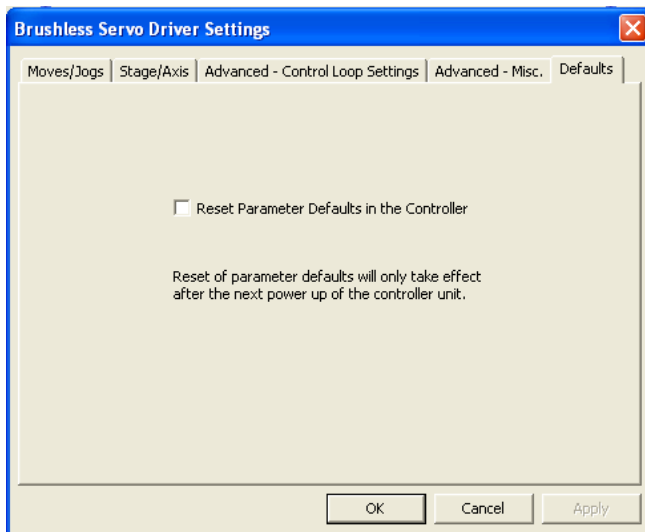 Brushless Servo Driver Settings
Moves/Jogs Stage/Axis Advanced - Control Loop Settings Advanced - Misc. Defaults
Reset Parameter Defaults in the Controller
Reset of parameter defaults will only take effect
after the next power up of the controller unit.
OK Cancel Apply